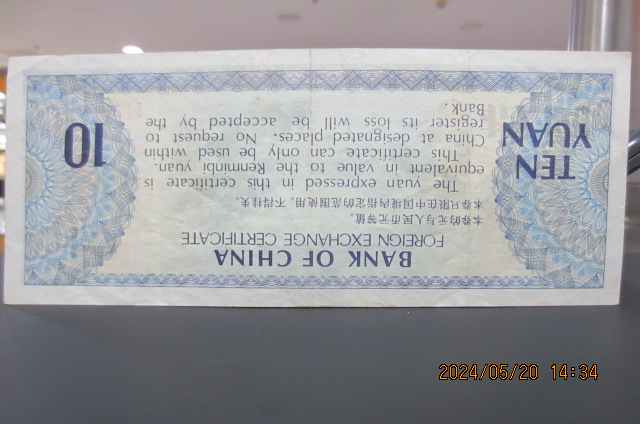 BANK OF CHINA
FOREIGN EXCHANGE CERTIFICATE
本券的元与人民币元等值。
本券只限在中国境内指定的范围使用。不得挂失。
The yuan expressed in this certificate is
equivalent in value to the Renminbi yuan.
This certificate can only be used within
China at designated places. No request to
register its loss will be accepted by the
Bank.
TEN
YUAN
10
2024/05/20 14:34